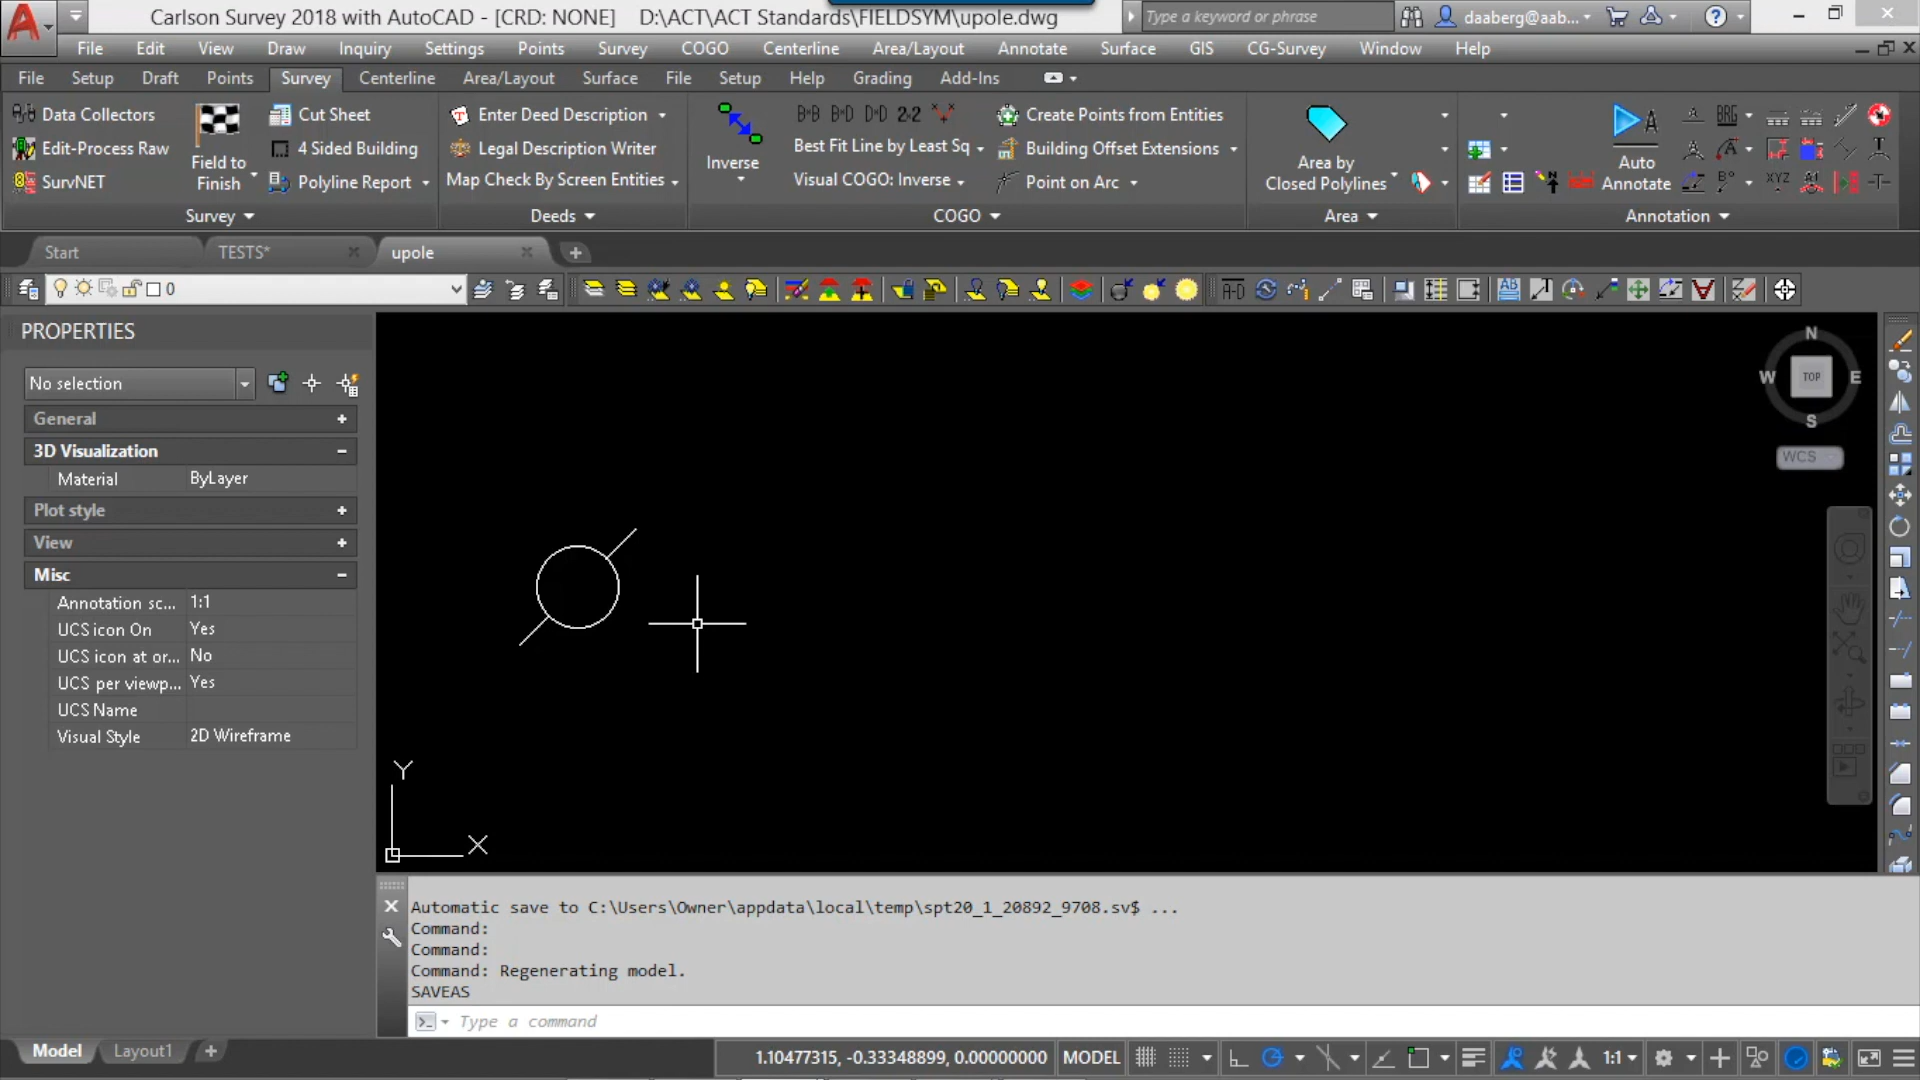 Carlson Survey 2018 with AutoCAD - [CRD: NONE] D:\ACT\ACT Standards\FIELDSYM\upole.dwg
Type a keyword or phrase
daaberg@aab...
File Edit View Draw Inquiry Settings Points Survey COGO Centerline Area/Layout Annotate Surface GIS CG-Survey Window Help
File Setup Draft Points Survey Centerline Area/Layout Surface File Setup Help Grading Add-Ins
Data Collectors
Edit-Process Raw
SurvNET
Field to
Finish
Cut Sheet
4 Sided Building
Polyline Report
Survey
Enter Deed Description
Legal Description Writer
Map Check By Screen Entities
Deeds
Inverse
B+B B+D D+D 2-2
Best Fit Line by Least Sq
Visual COGO: Inverse
Create Points from Entities
Building Offset Extensions
Point on Arc
COGO
Area by
Closed Polylines
Area
Auto
Annotate
BRG
XYZ
Annotation
Start TESTS* upole
0
PROPERTIES
No selection
General
3D Visualization
Material ByLayer
Plot style
View
Misc
Annotation sc... 1:1
UCS icon On Yes
UCS icon at or... No
UCS per viewp... Yes
UCS Name
Visual Style 2D Wireframe
N
W TOP E
S
WCS
Y
X
Automatic save to C:\Users\Owner\appdata\local\temp\spt20_1_20892_9708.sv$ ...
Command:
Command:
Command: Regenerating model.
SAVEAS
Type a command
Model Layout1
1.10477315, -0.33348899, 0.00000000 MODEL 1:1